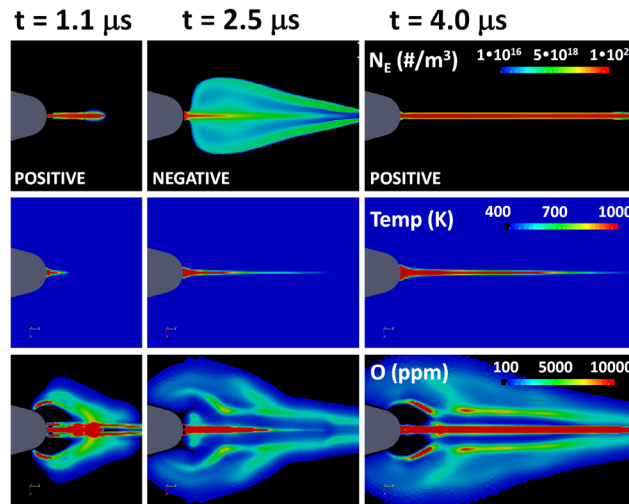 t = 1.1 μs t = 2.5 μs t = 4.0 μs
N_E (#/m³)
1•10¹⁶ 5•10¹⁸ 1•10²
POSITIVE NEGATIVE POSITIVE
Temp (K)
400 700 1000
O (ppm)
100 5000 10000